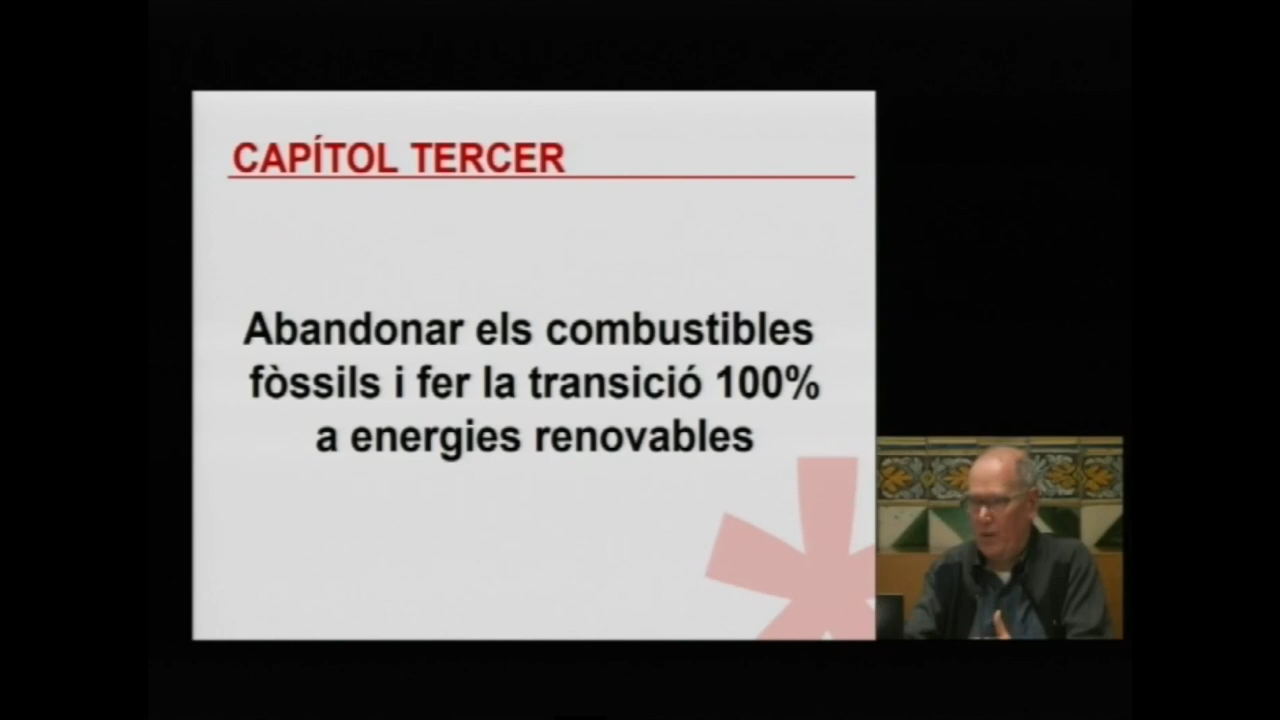 CAPÍTOL TERCER
Abandonar els combustibles
fòssils i fer la transició 100%
a energies renovables